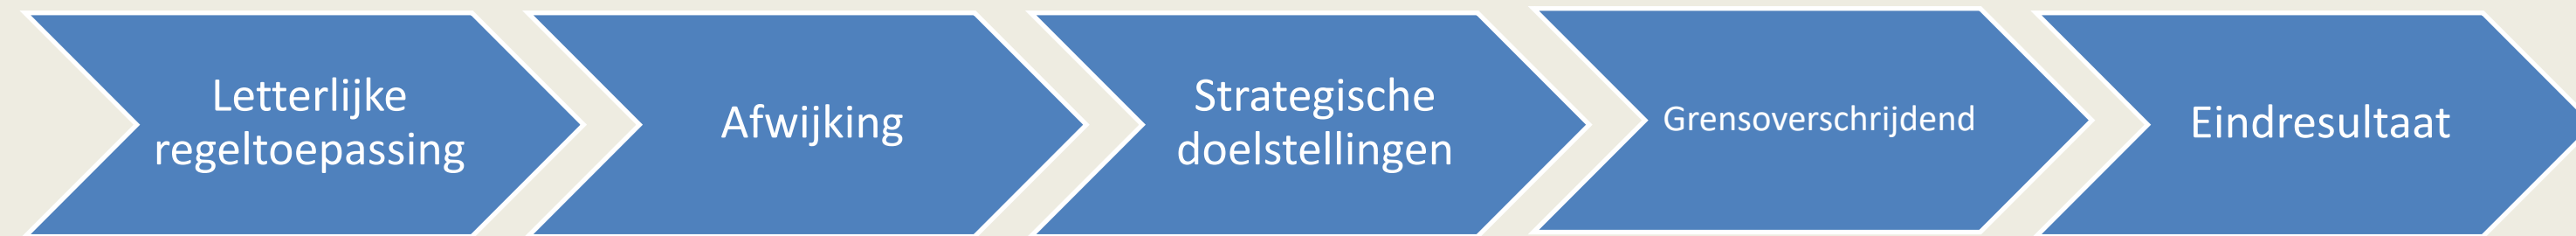 Letterlijke
regeltoepassing
Afwijking
Strategische
doelstellingen
Grensoverschrijdend
Eindresultaat